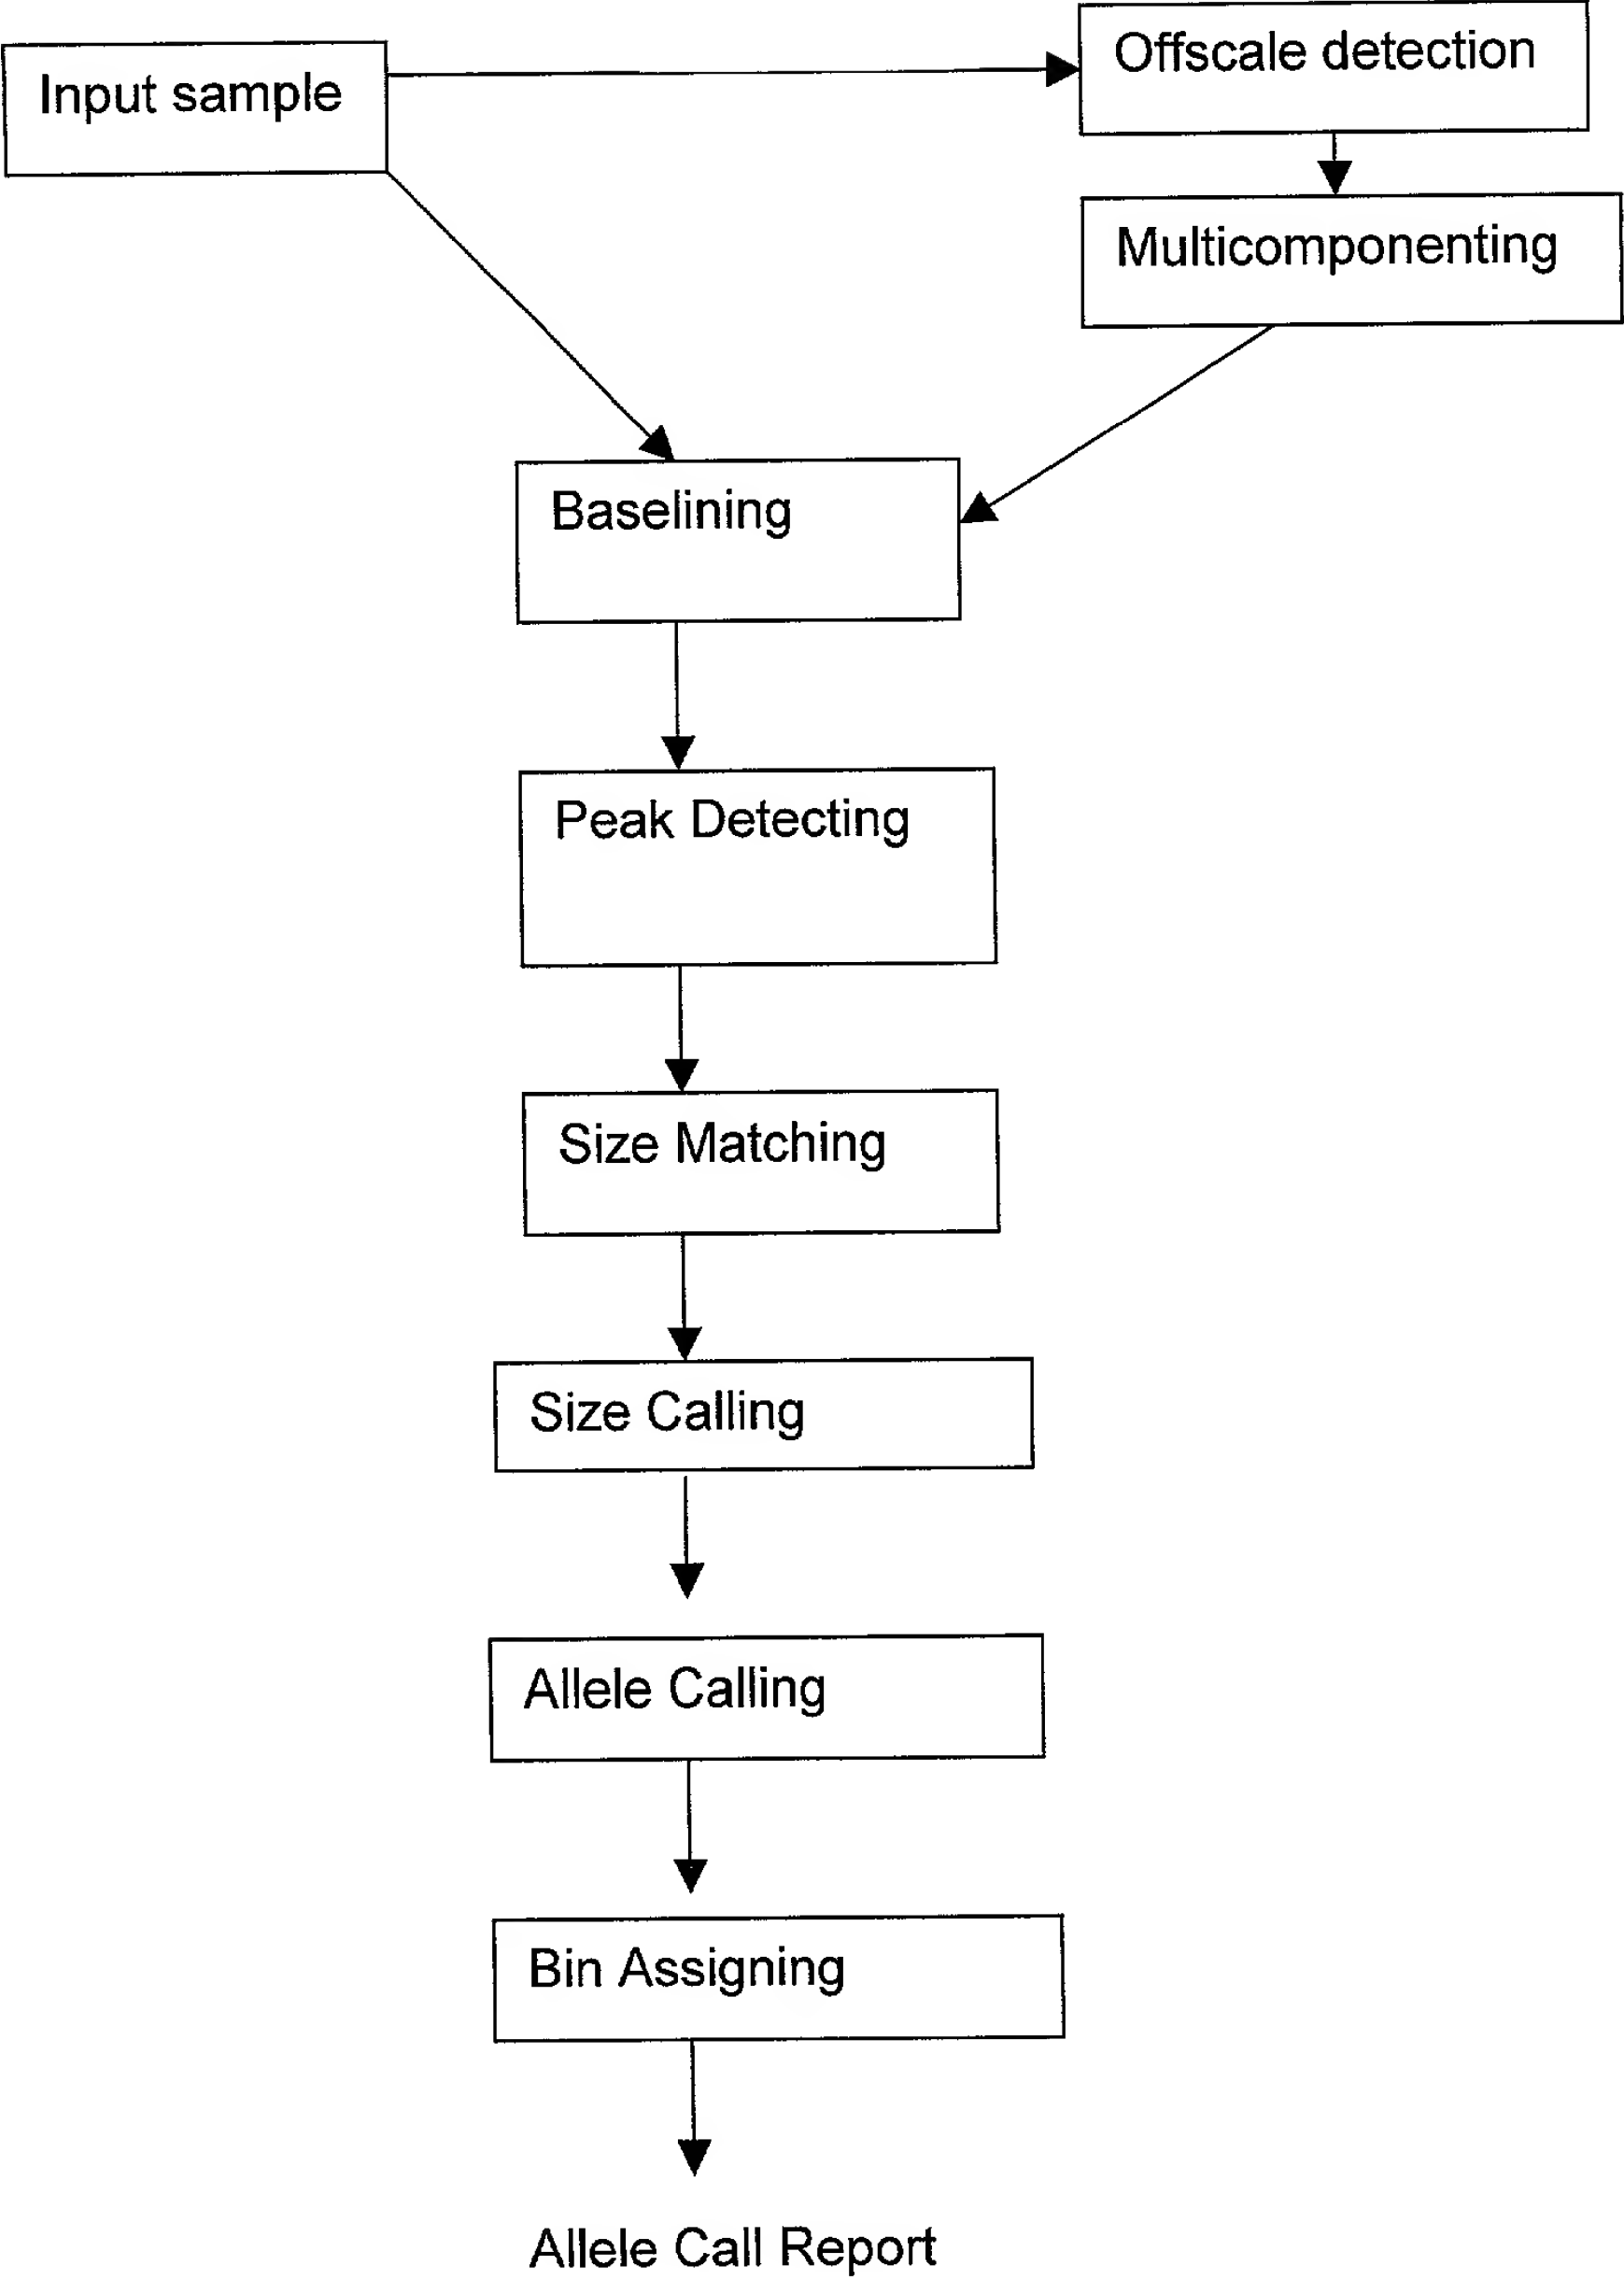 Input sample
Offscale detection
Multicomponenting
Baselining
Peak Detecting
Size Matching
Size Calling
Allele Calling
Bin Assigning
Allele Call Report